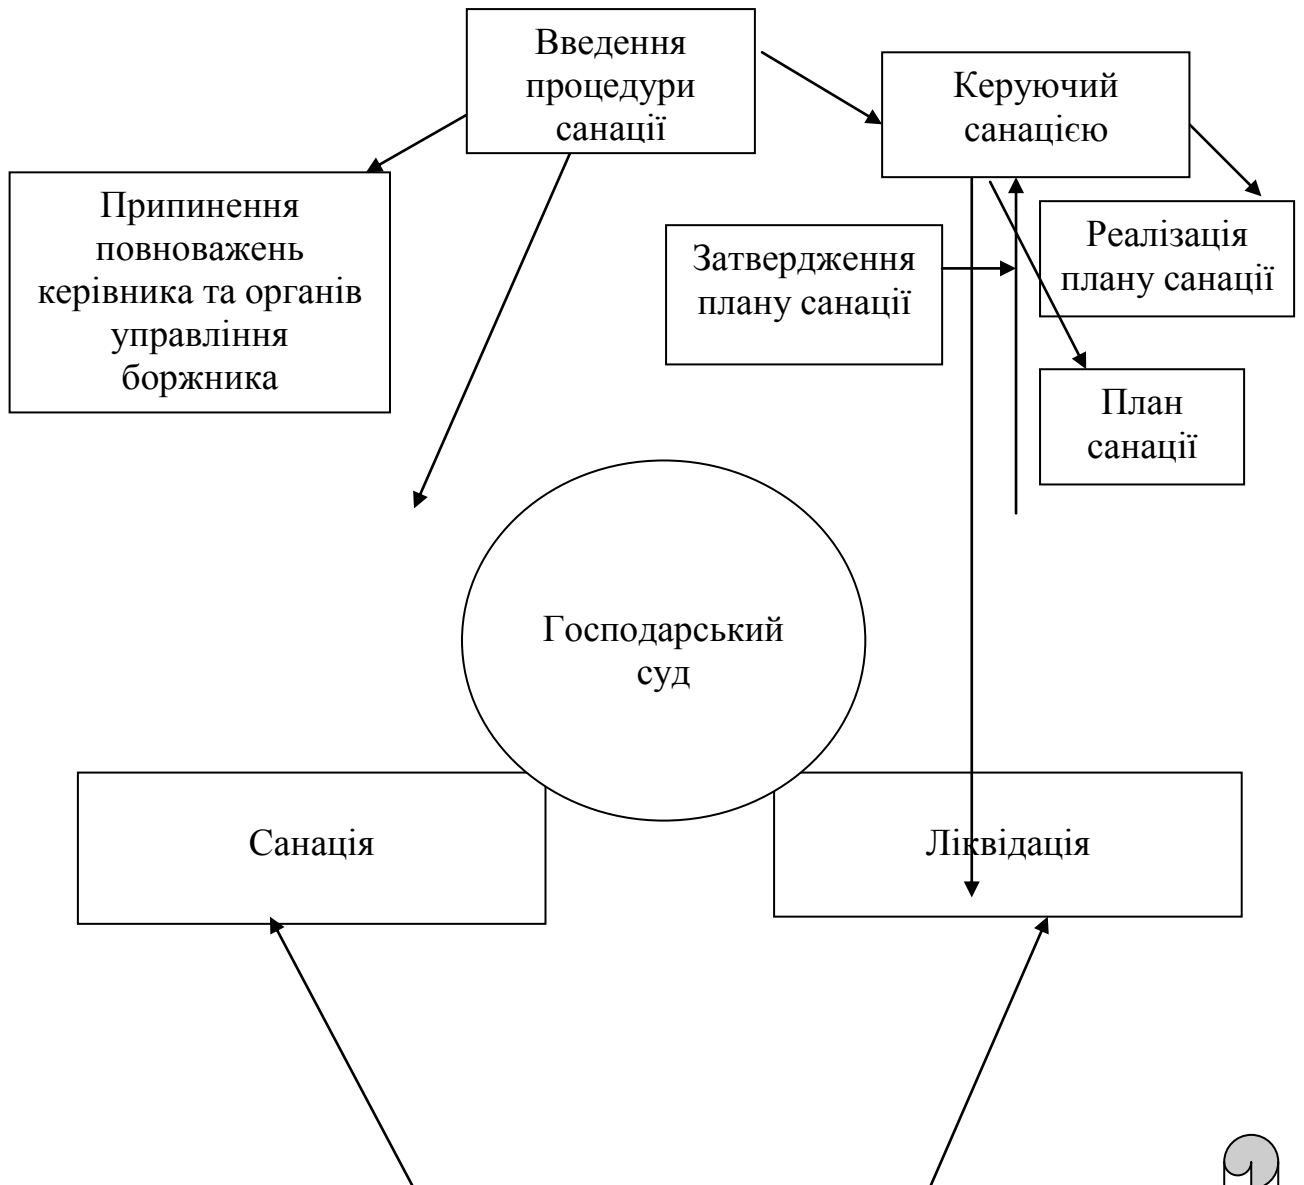 Введення
процедури
санації
Керуючий
санацією
Припинення
повноважень
керівника та органів
управління
боржника
Затвердження
плану санації
Реалізація
плану санації
План
санації
Господарський
суд
Санація
Ліквідація